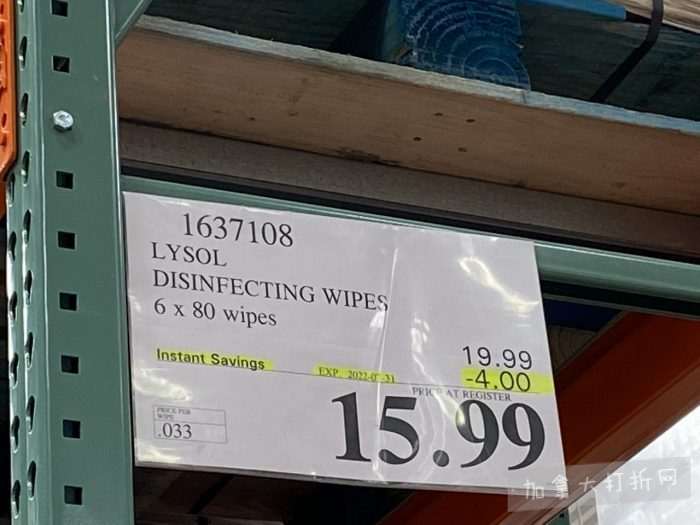 1637108
LYSOL
DISINFECTING WIPES
6 x 80 wipes
19.99
Instant Savings EXP. -4.00
PRICE AT REGISTER
15.99
PRICE PER
WIPE
.033
加拿大打折网